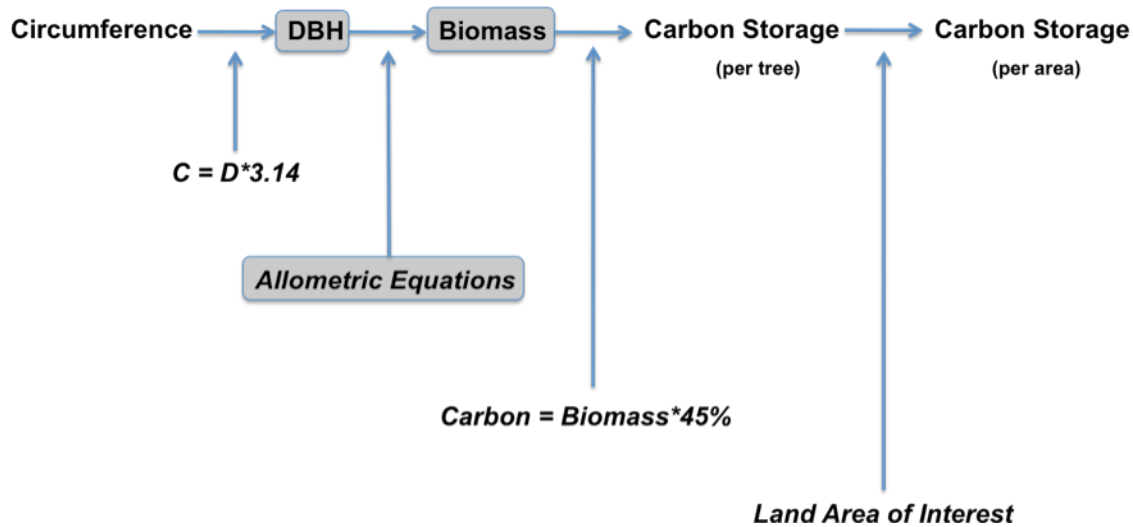 Circumference
DBH
Biomass
Carbon Storage
(per tree)
Carbon Storage
(per area)
C = D*3.14
Allometric Equations
Carbon = Biomass*45%
Land Area of Interest